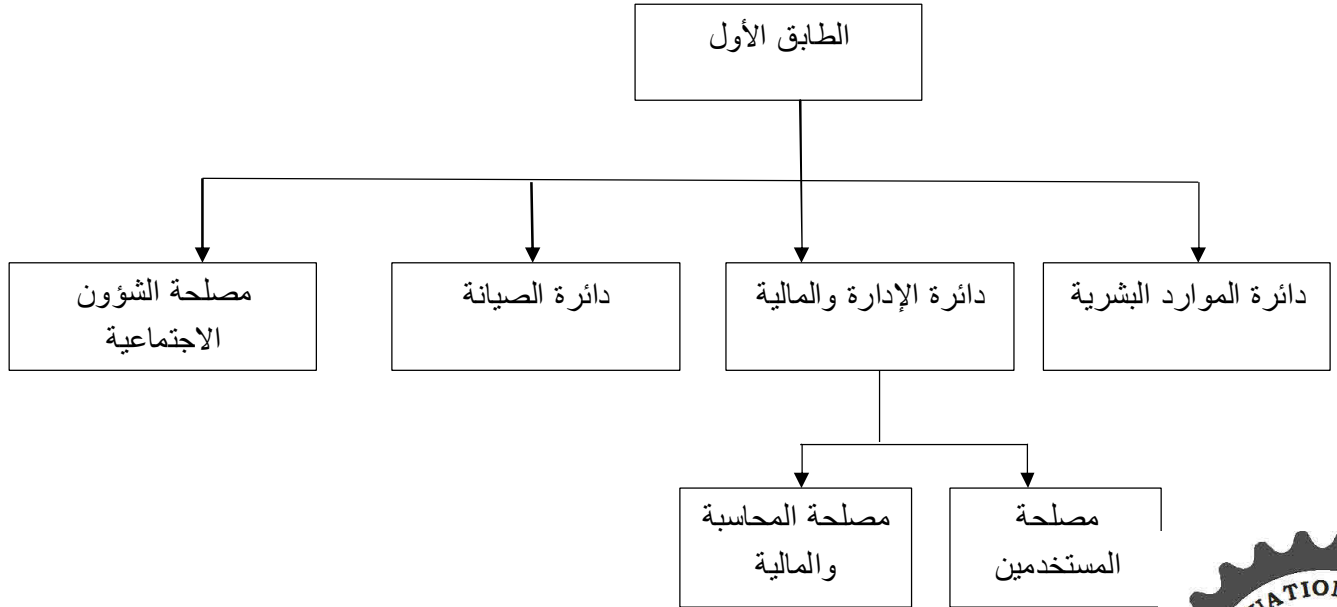 الطابق الأول
دائرة الموارد البشرية
دائرة الإدارة والمالية
دائرة الصيانة
مصلحة الشؤون
الاجتماعية
مصلحة
المستخدمين
مصلحة المحاسبة
والمالية